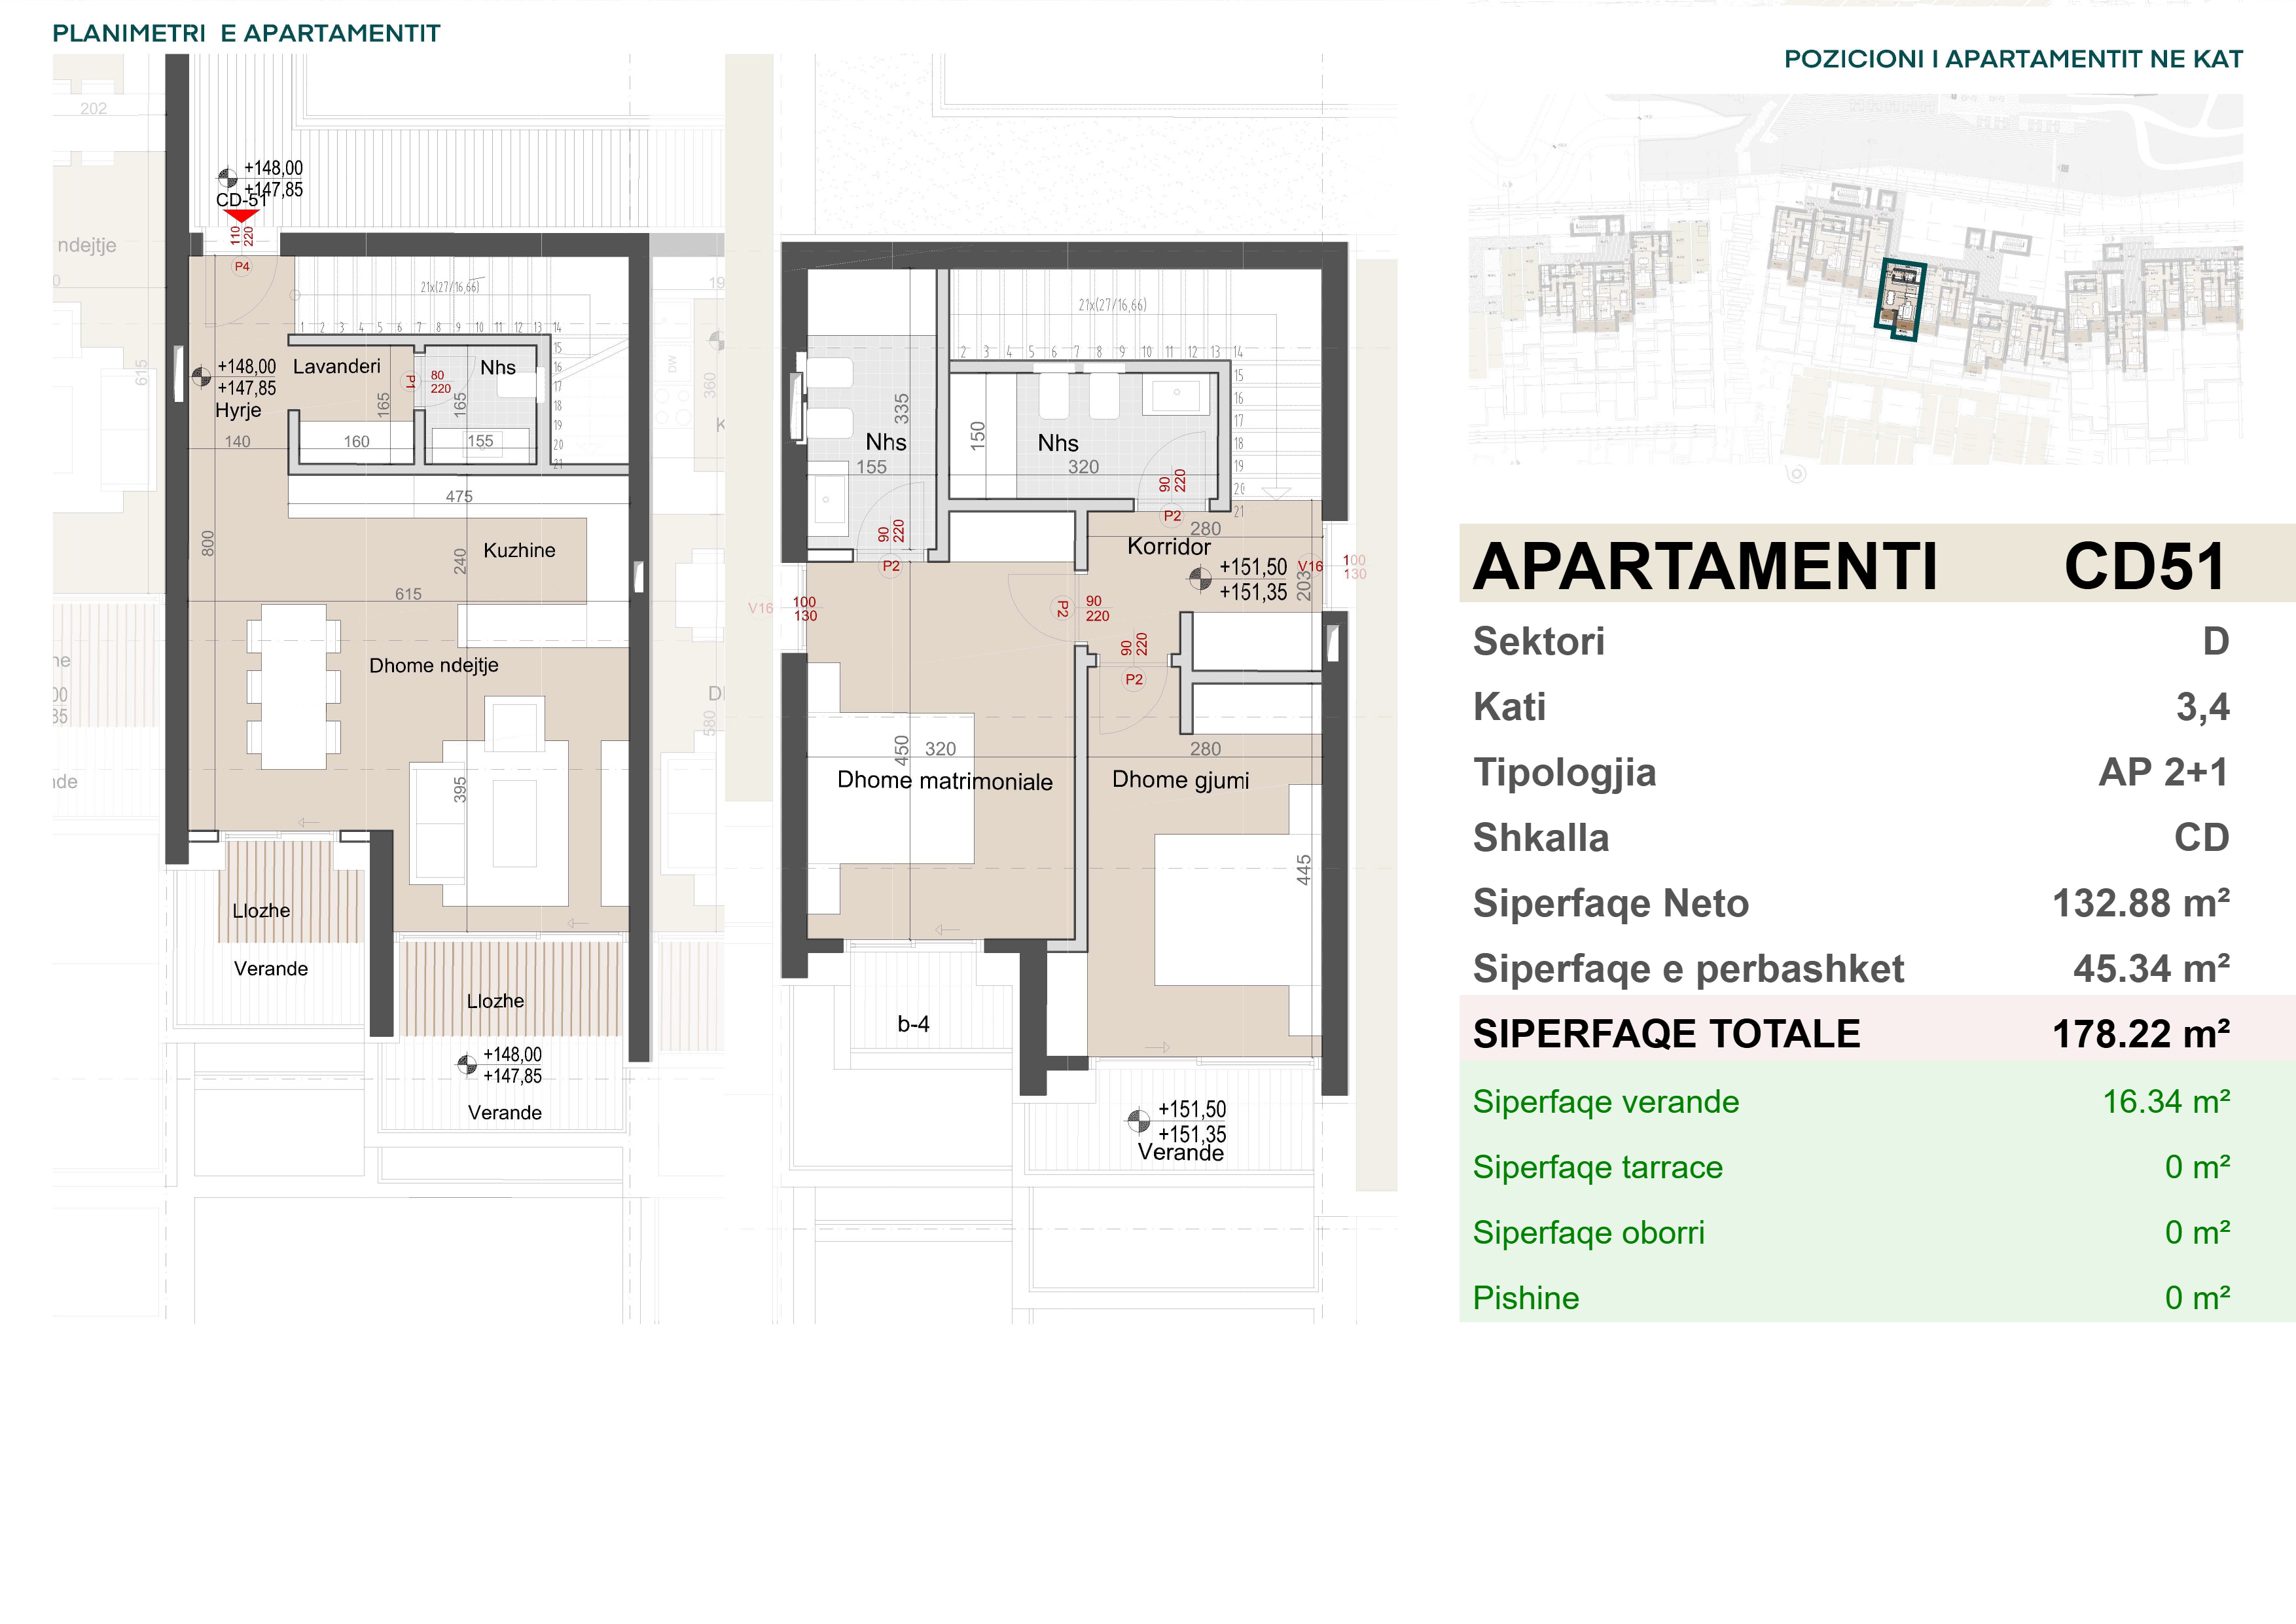 PLANIMETRI E APARTAMENTIT
POZICIONI I APARTAMENTIT NE KAT
202
ndejtje
615
+148,00
+147,85
CD-51
110
220
P4
21x(27/16,66)
1 2 3 4 5 6 7 8 9 10 11 12 13 14
15
16
17
18
19
20
21
+148,00
+147,85
Hyrje
140
Lavanderi
165
160
P1
80
220
Nhs
165
155
475
800
240
Kuzhine
615
Dhome ndejtje
395
Llozhe
Verande
Llozhe
+148,00
+147,85
Verande
DW
360
580
21x(27/16,66)
2 3 4 5 6 7 8 9 10 11 12 13 14
15
16
17
18
19
20
21
335
Nhs
155
90
220
P2
150
Nhs
320
90
220
P2
280
Korridor
+151,50
+151,35
203
V16
100
130
V16
100
130
P2
90
220
90
220
P2
450
320
Dhome matrimoniale
280
Dhome gjumi
445
b-4
+151,50
+151,35
Verande
APARTAMENTI CD51
Sektori D
Kati 3,4
Tipologjia AP 2+1
Shkalla CD
Siperfaqe Neto 132.88 m²
Siperfaqe e perbashket 45.34 m²
SIPERFAQE TOTALE 178.22 m²
Siperfaqe verande 16.34 m²
Siperfaqe tarrace 0 m²
Siperfaqe oborri 0 m²
Pishine 0 m²